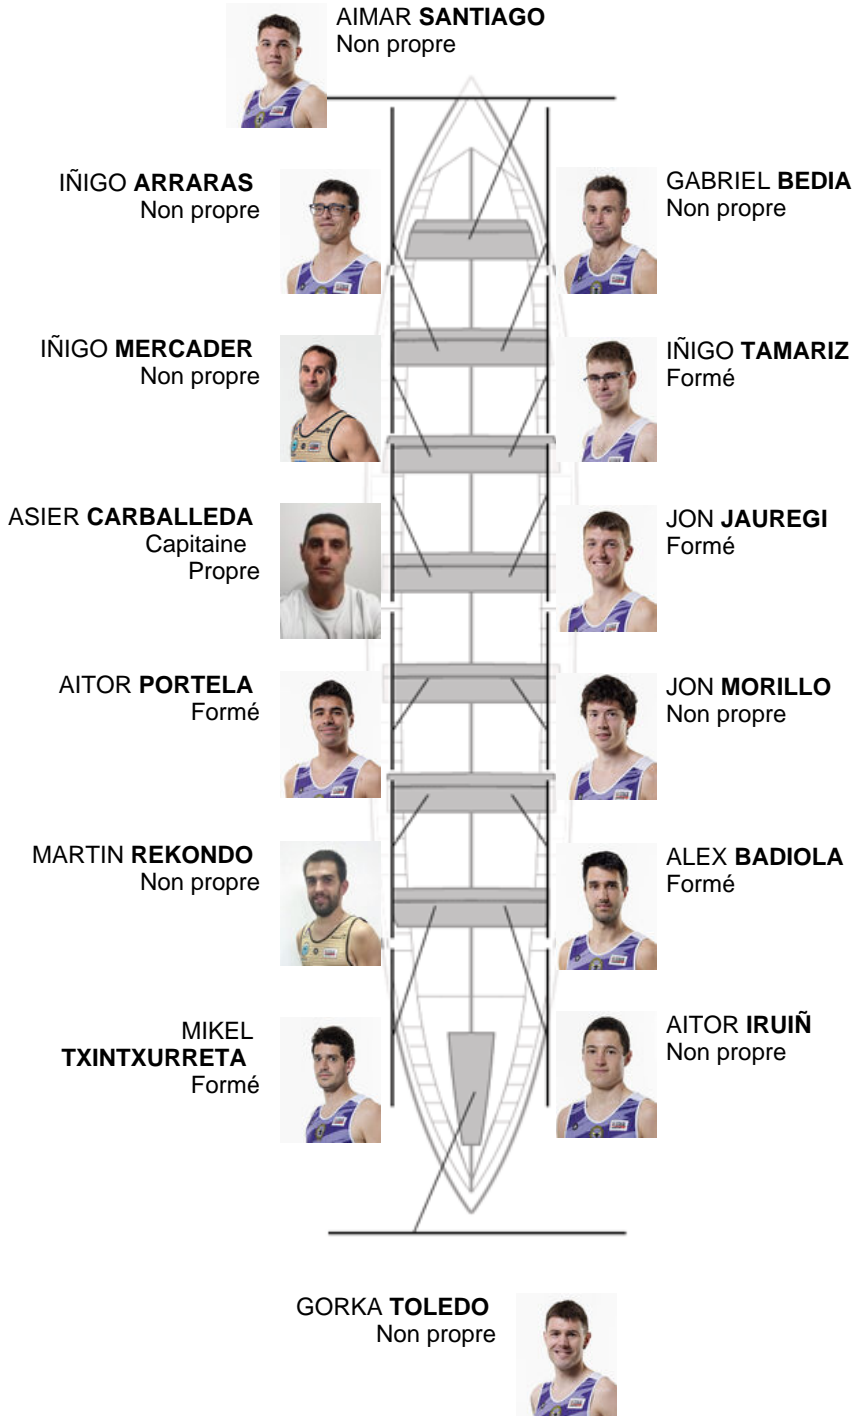 AIMAR SANTIAGO
Non propre
IÑIGO ARRARAS
Non propre
GABRIEL BEDIA
Non propre
IÑIGO MERCADER
Non propre
IÑIGO TAMARIZ
Formé
ASIER CARBALLEDA
Capitaine
Propre
JON JAUREGI
Formé
AITOR PORTELA
Formé
JON MORILLO
Non propre
MARTIN REKONDO
Non propre
ALEX BADIOLA
Formé
MIKEL
TXINTXURRETA
Formé
AITOR IRUIÑ
Non propre
GORKA TOLEDO
Non propre